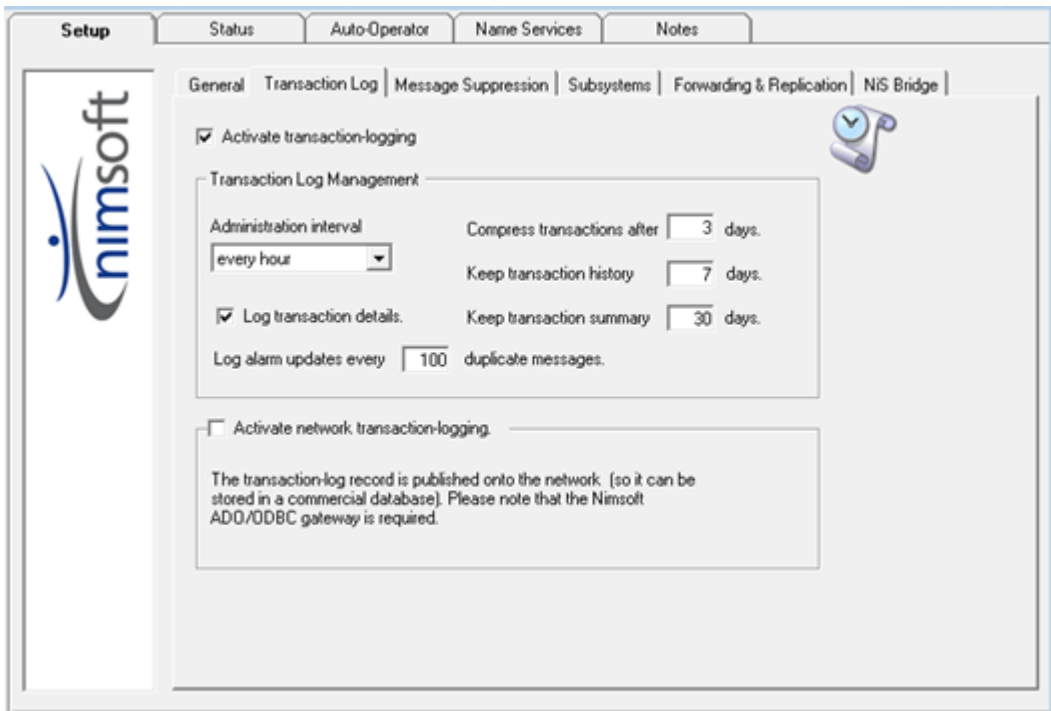 Setup Status Auto-Operator Name Services Notes
nimsoft
General Transaction Log Message Suppression Subsystems Forwarding & Replication NiS Bridge
Activate transaction-logging
Transaction Log Management
Administration interval
every hour
Compress transactions after 3 days.
Keep transaction history 7 days.
Log transaction details.
Keep transaction summary 30 days.
Log alarm updates every 100 duplicate messages.
Activate network transaction-logging.
The transaction-log record is published onto the network (so it can be
stored in a commercial database). Please note that the Nimsoft
ADO/ODBC gateway is required.